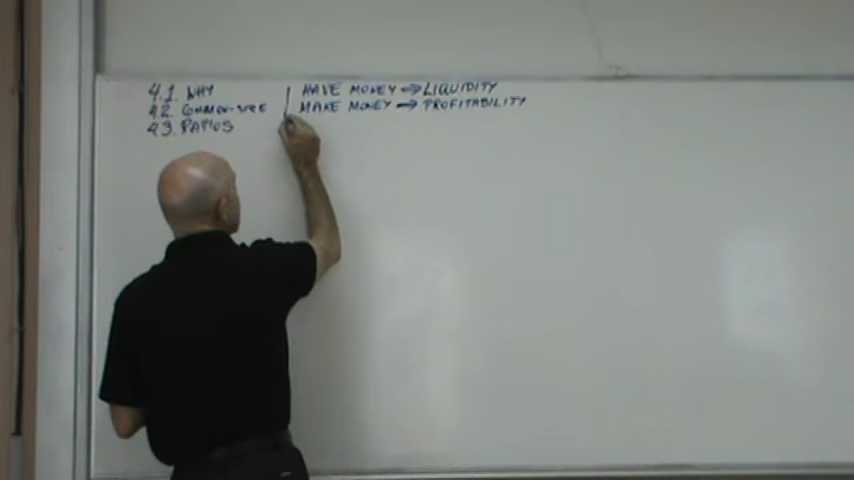 4.1. WHY
4.2. COMMON-SIZE
4.3. RATIOS
HAVE MONEY ⇒ LIQUIDITY
MAKE MONEY → PROFITABILITY